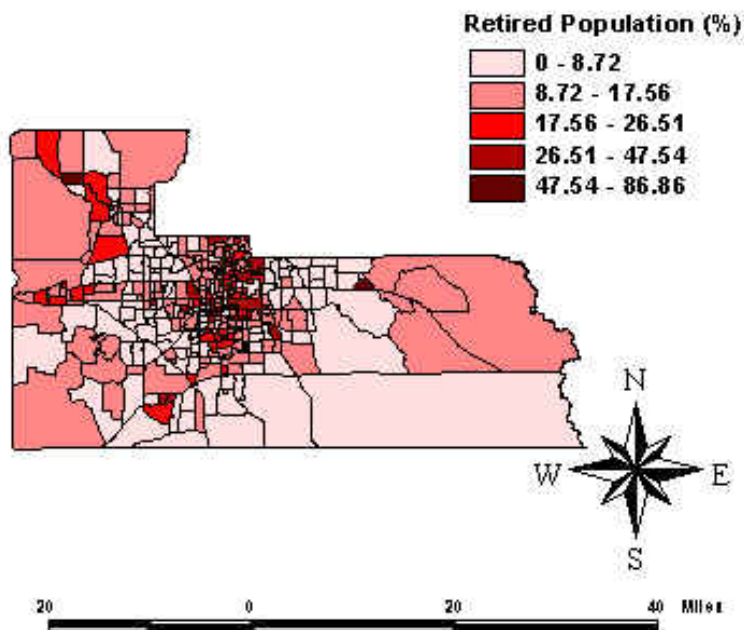 Retired Population (%)
0 - 8.72
8.72 - 17.56
17.56 - 26.51
26.51 - 47.54
47.54 - 86.86
N
W E
S
20 0 20 40 Miles